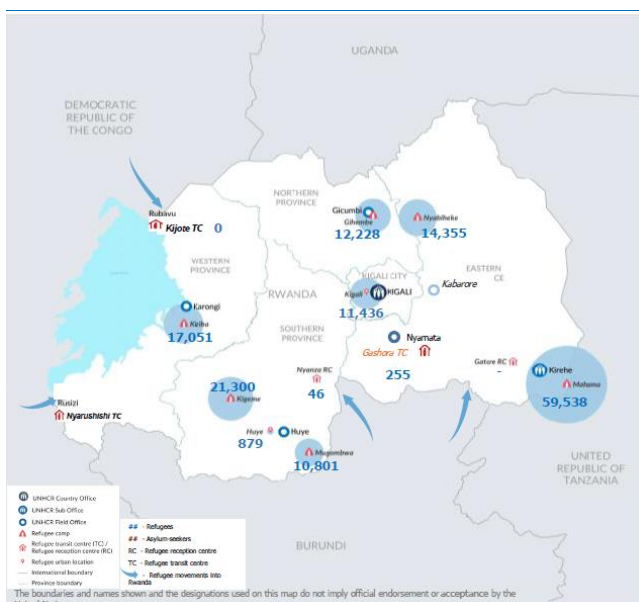 UGANDA
DEMOCRATIC
REPUBLIC OF
THE CONGO
NORTHERN
PROVINCE
Rubavu
Kijote TC 0
Gicumbi
Gihembe
12,228
Nyabiheke
14,355
WESTERN
PROVINCE
KIGALI CITY
EASTERN
CE
Kigali
KIGALI
11,436
Kabarore
RWANDA
Karongi
Kiziba
17,051
SOUTHERN
PROVINCE
Nyamata
Gashora TC
255
Gatore RC
-
Kirehe
Mahama
59,538
Nyanza RC
46
21,300
Kigeme
Rusizi
Nyarushishi TC
Huye
Huye
879
Mugombwa
10,801
UNITED
REPUBLIC OF
TANZANIA
BURUNDI
UNHCR Country Office
UNHCR Sub Office
UNHCR Field Office
Refugee camp
Refugee transit centre (TC) /
Refugee reception centre (RC)
Refugee urban location
International boundary
Province boundary
## - Refugees
## - Asylum-seekers
RC - Refugee reception centre
TC - Refugee transit centre
- Refugee movements into
Rwanda
The boundaries and names shown and the designations used on this map do not imply official endorsement or acceptance by the